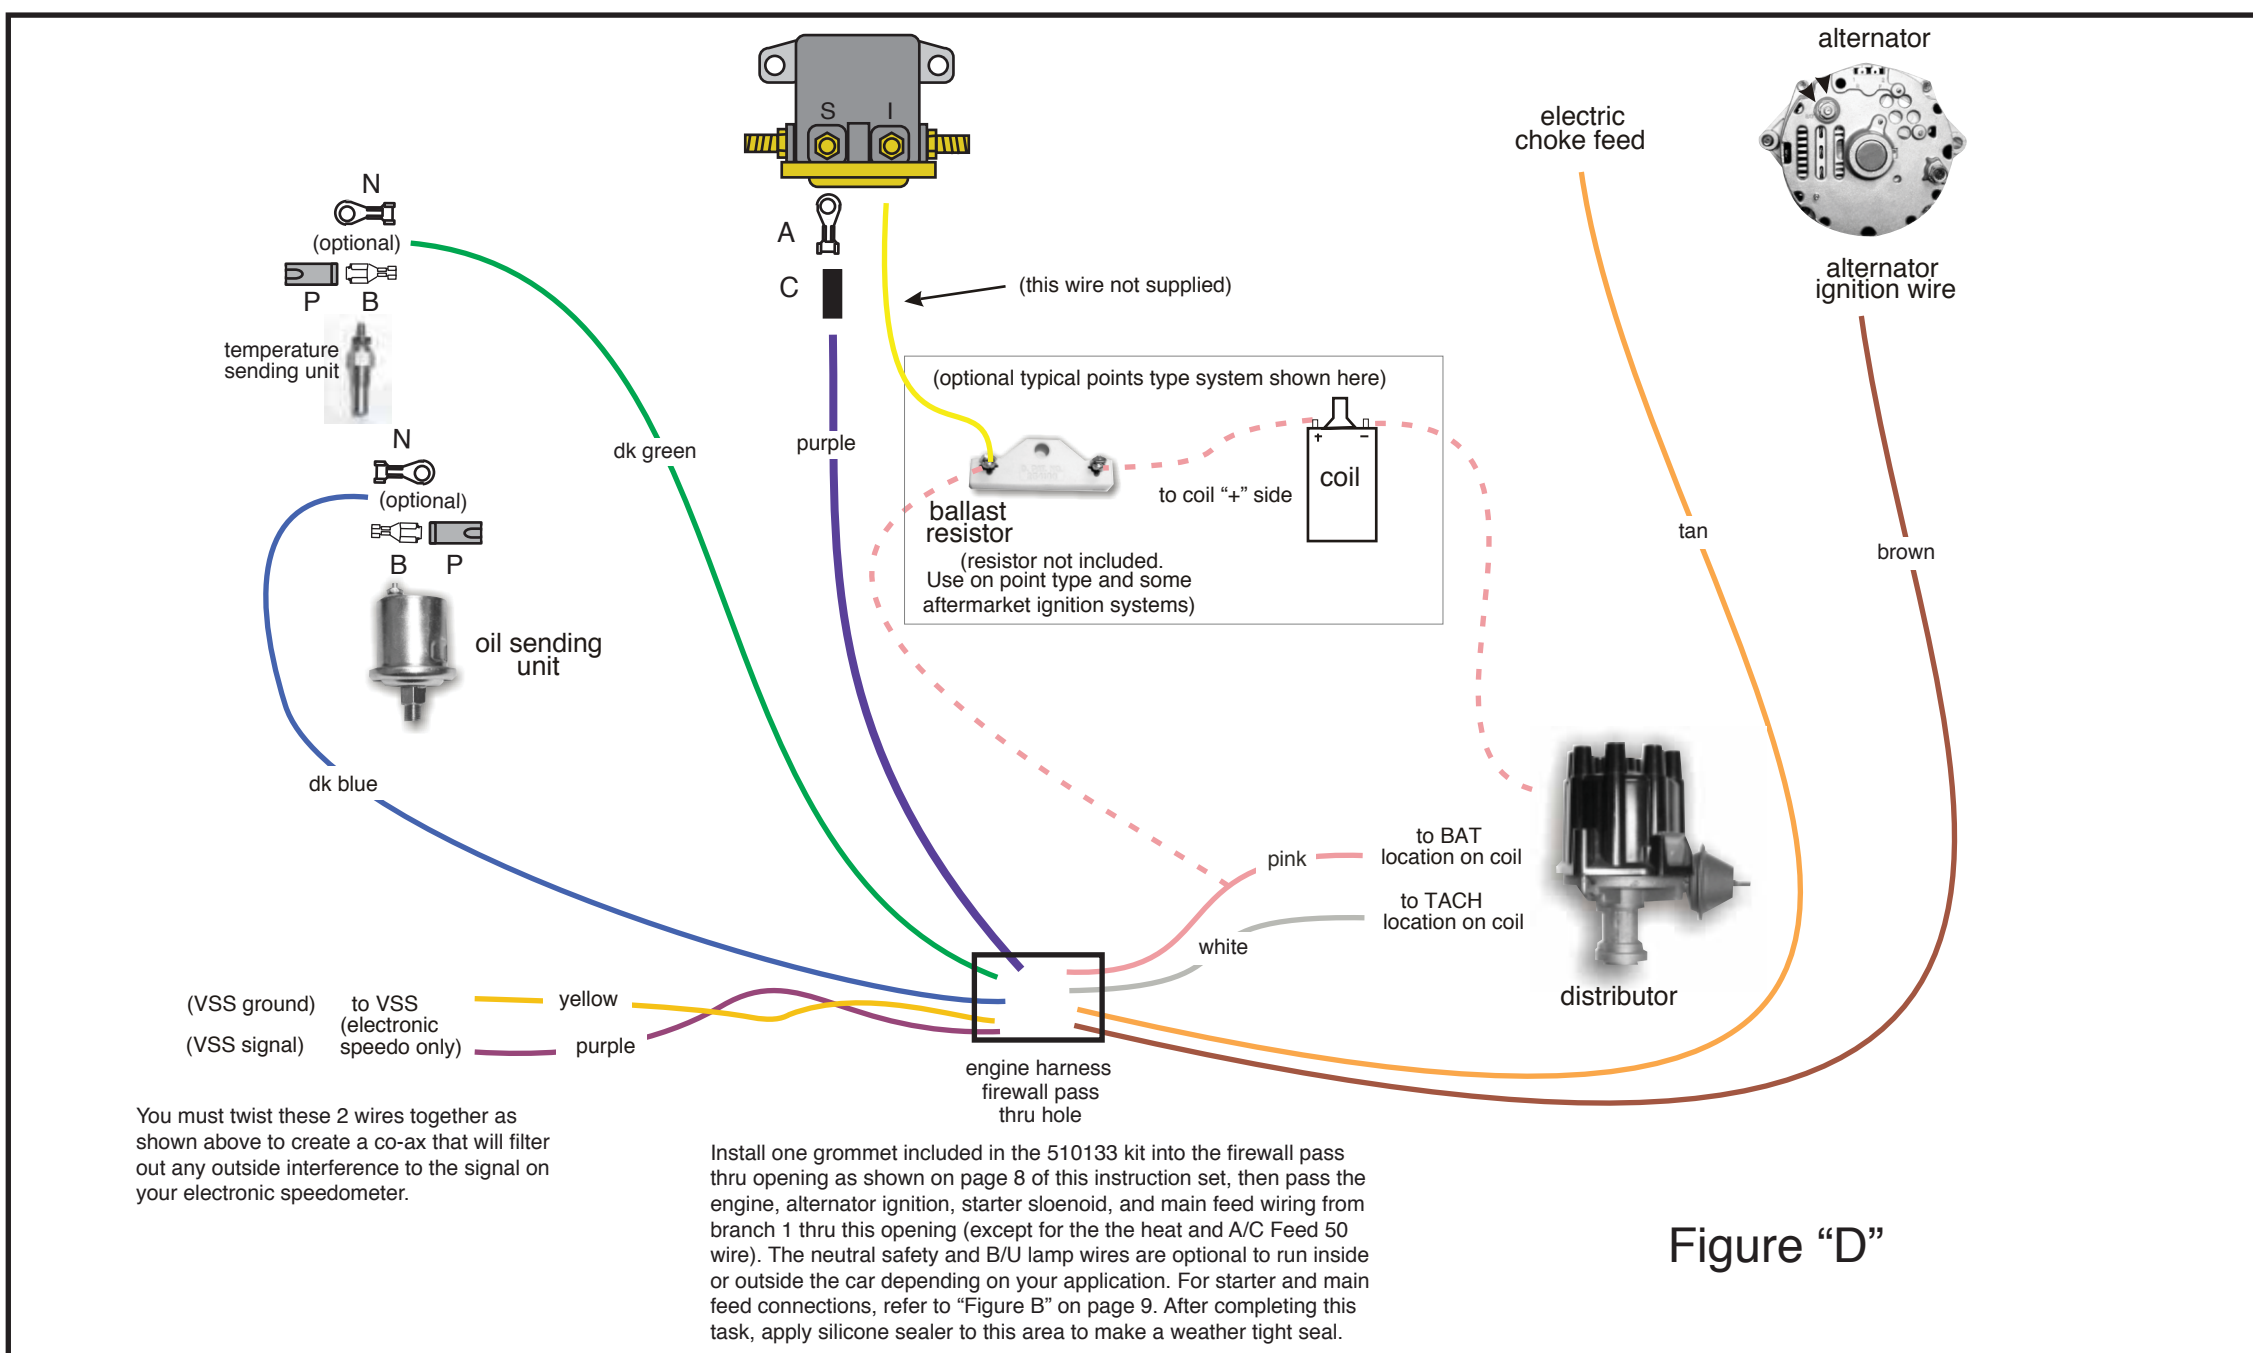 alternator
S I
electric
choke feed
N
(optional)
P B
temperature
sending unit
A
C
(this wire not supplied)
alternator
ignition wire
(optional typical points type system shown here)
dk green
purple
N
(optional)
B P
oil sending
unit
+ -
coil
to coil “+” side
ballast
resistor
(resistor not included.
Use on point type and some
aftermarket ignition systems)
tan
brown
dk blue
to BAT
location on coil
pink
to TACH
location on coil
white
distributor
(VSS ground)
to VSS
(electronic
speedo only)
(VSS signal)
yellow
purple
engine harness
firewall pass
thru hole
You must twist these 2 wires together as
shown above to create a co-ax that will filter
out any outside interference to the signal on
your electronic speedometer.
Install one grommet included in the 510133 kit into the firewall pass
thru opening as shown on page 8 of this instruction set, then pass the
engine, alternator ignition, starter sloenoid, and main feed wiring from
branch 1 thru this opening (except for the the heat and A/C Feed 50
wire). The neutral safety and B/U lamp wires are optional to run inside
or outside the car depending on your application. For starter and main
feed connections, refer to “Figure B” on page 9. After completing this
task, apply silicone sealer to this area to make a weather tight seal.
Figure “D”